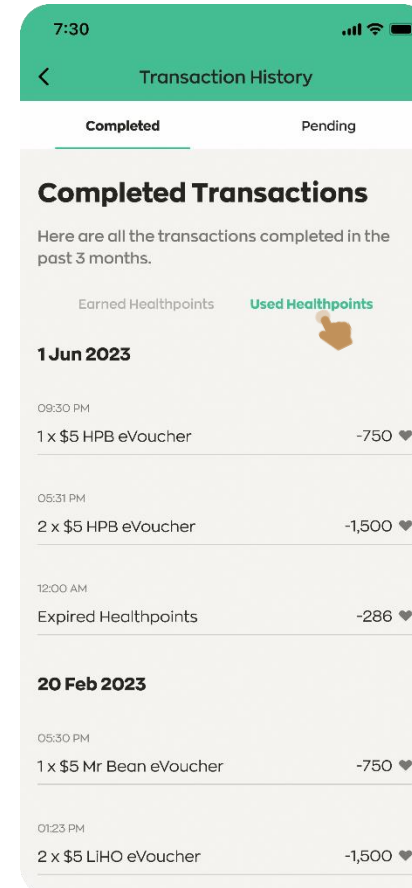 7:30
Transaction History
Completed Pending
Completed Transactions
Here are all the transactions completed in the
past 3 months.
Earned Healthpoints Used Healthpoints
1 Jun 2023
09:30 PM
1 x $5 HPB eVoucher -750
05:31 PM
2 x $5 HPB eVoucher -1,500
12:00 AM
Expired Healthpoints -286
20 Feb 2023
05:30 PM
1 x $5 Mr Bean eVoucher -750
01:23 PM
2 x $5 LiHO eVoucher -1,500